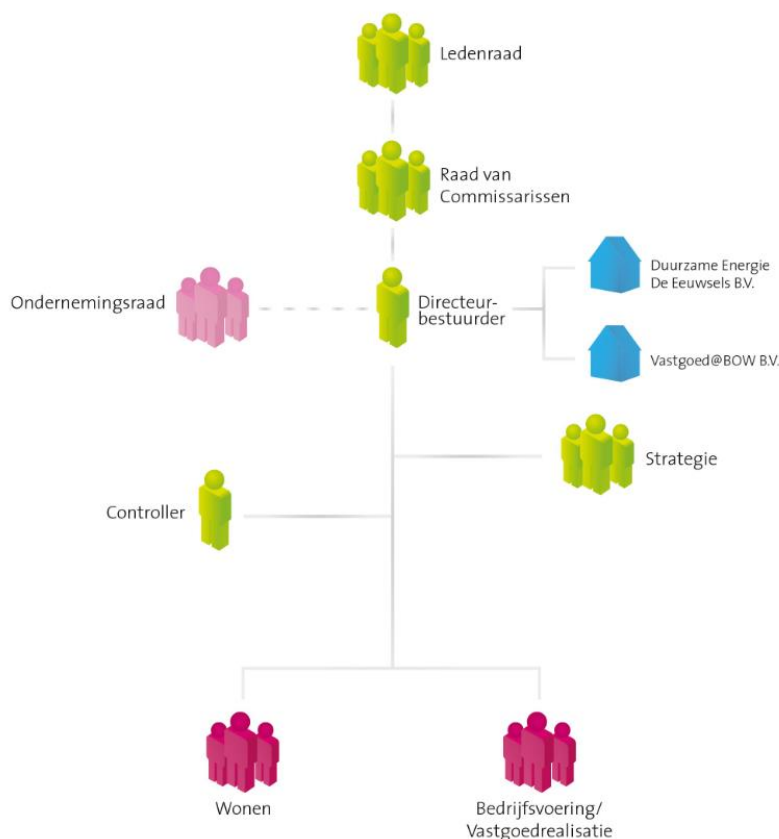 Ledenraad
Raad van
Commissarissen
Ondernemingsraad
Directeur-
bestuurder
Duurzame Energie
De Eeuwsels B.V.
Vastgoed@BOW B.V.
Strategie
Controller
Wonen
Bedrijfsvoering/
Vastgoedrealisatie